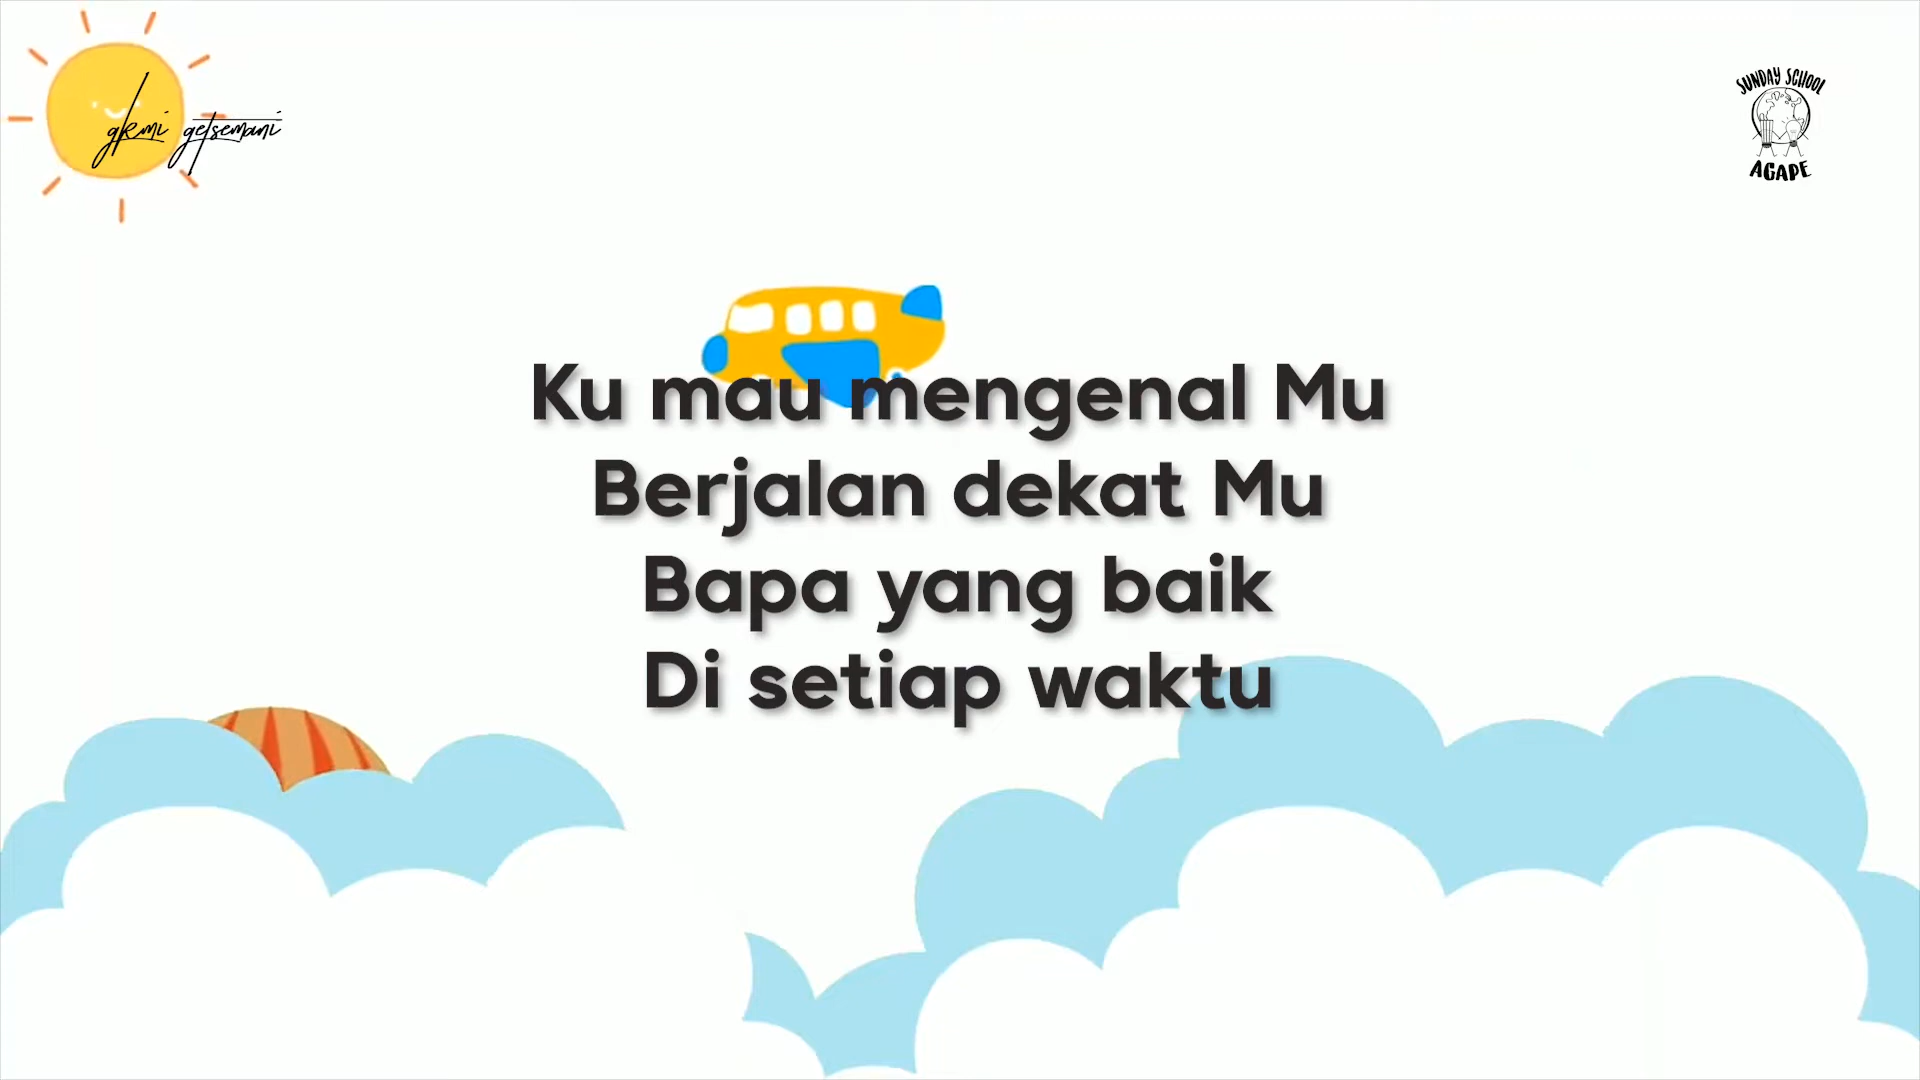 gkmi getsemani
SUNDAY SCHOOL
AGAPE
Ku mau mengenal Mu
Berjalan dekat Mu
Bapa yang baik
Di setiap waktu